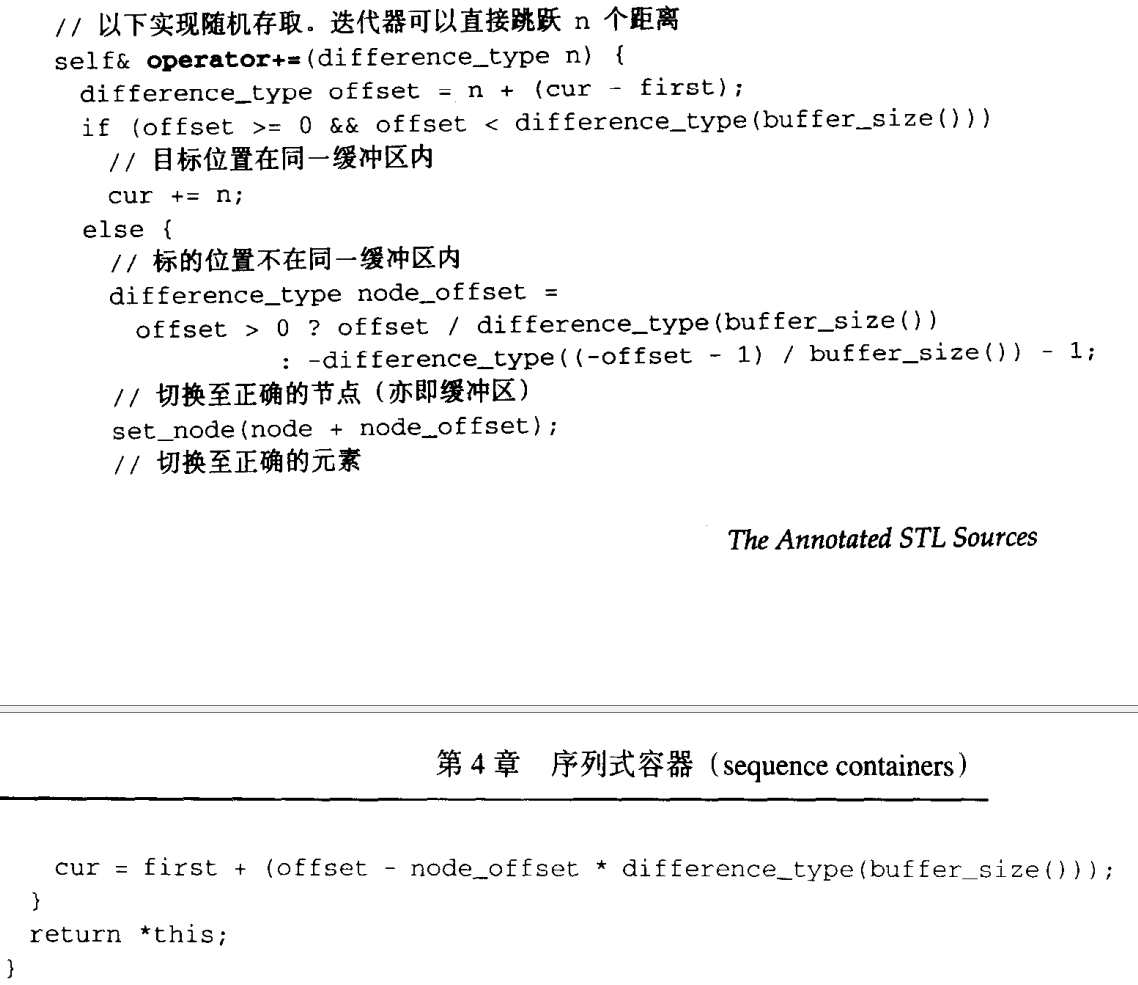 // 以下实现随机存取。迭代器可以直接跳跃 n 个距离
self& operator+=(difference_type n) {
difference_type offset = n + (cur - first);
if (offset >= 0 && offset < difference_type(buffer_size()))
// 目标位置在同一缓冲区内
cur += n;
else {
// 标的位置不在同一缓冲区内
difference_type node_offset =
offset > 0 ? offset / difference_type(buffer_size())
: -difference_type((-offset - 1) / buffer_size()) - 1;
// 切换至正确的节点（亦即缓冲区）
set_node(node + node_offset);
// 切换至正确的元素
The Annotated STL Sources
第 4 章 序列式容器（sequence containers）
cur = first + (offset - node_offset * difference_type(buffer_size()));
}
return *this;
}